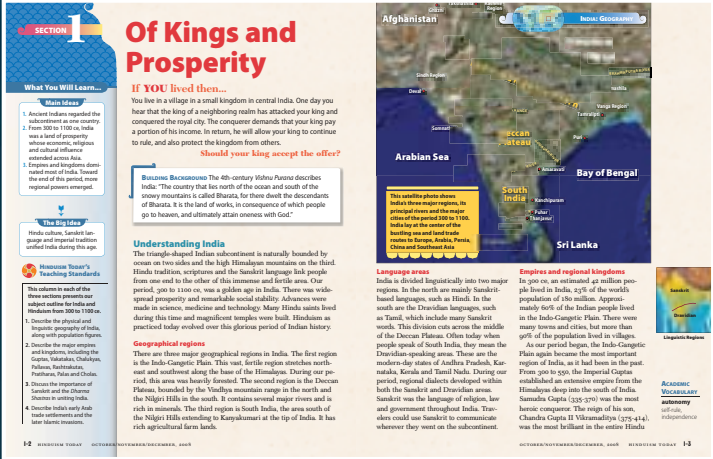 SECTION 1
Of Kings and
Prosperity
What You Will Learn...
Main Ideas
1. Ancient Indians regarded the
subcontinent as one country.
2. From 300 to 1100 CE, India
was a land of prosperity
whose economic, religious
and cultural influence
extended across Asia.
3. Empires and kingdoms domi-
nated most of India. Toward
the end of this period, more
regional powers emerged.
The Big Idea
Hindu culture, Sanskrit lan-
guage and imperial tradition
unified India during this age.
HINDUISM TODAY'S
Teaching Standards
This column in each of the
three sections presents our
subject outline for India and
Hinduism from 300 to 1100 CE.
1. Describe the physical and
linguistic geography of India,
along with population figures.
2. Describe the major empires
and kingdoms, including the
Guptas, Vakatakas, Chalukyas,
Pallavas, Rashtrakutas,
Pratiharas, Palas and Cholas.
3. Discuss the importance of
Sanskrit and the Dharma
Shastras in uniting India.
4. Describe India's early Arab
trade settlements and the
later Islamic invasions.
If YOU lived then...
You live in a village in a small kingdom in central India. One day you
hear that the king of a neighboring realm has attacked your king and
conquered the royal city. The conqueror demands that your king pay
a portion of his income. In return, he will allow your king to continue
to rule, and also protect the kingdom from others.
Should your king accept the offer?
BUILDING BACKGROUND The 4th-century Vishnu Purana describes
India: "The country that lies north of the ocean and south of the
snowy mountains is called Bharata, for there dwelt the descendants
of Bharata. It is the land of works, in consequence of which people
go to heaven, and ultimately attain oneness with God."
Understanding India
The triangle-shaped Indian subcontinent is naturally bounded by
ocean on two sides and the high Himalayan mountains on the third.
Hindu tradition, scriptures and the Sanskrit language link people
from one end to the other of this immense and fertile area. Our
period, 300 to 1100 CE, was a golden age in India. There was wide-
spread prosperity and remarkable social stability. Advances were
made in science, medicine and technology. Many Hindu saints lived
during this time and magnificent temples were built. Hinduism as
practiced today evolved over this glorious period of Indian history.
Geographical regions
There are three major geographical regions in India. The first region
is the Indo-Gangetic Plain. This vast, fertile region stretches north-
east and southwest along the base of the Himalayas. During our pe-
riod, this area was heavily forested. The second region is the Deccan
Plateau, bounded by the Vindhya mountain range in the north and
the Nilgiri Hills in the south. It contains several major rivers and is
rich in minerals. The third region is South India, the area south of
the Nilgiri Hills extending to Kanyakumari at the tip of India. It has
rich agricultural farm lands.
1-2 HINDUISM TODAY OCTOBER/NOVEMBER/DECEMBER, 2008
INDIA: GEOGRAPHY
Afghanistan
Region
Sindh Region
Deval
Somnath
Vanga Region
Tamralipti
Puri
eccan
lateau
Amaravati
Arabian Sea
Bay of Bengal
South
India
Kanchipuram
Puhar
Thanjavur
Sri Lanka
This satellite photo shows
India's three major regions, its
principal rivers and the major
cities of the period 300 to 1100.
India lay at the center of the
bustling sea and land trade
routes to Europe, Arabia, Persia,
China and Southeast Asia
Language areas
India is divided linguistically into two major
regions. In the north are mainly Sanskrit-
based languages, such as Hindi. In the
south are the Dravidian languages, such
as Tamil, which include many Sanskrit
words. This division cuts across the middle
of the Deccan Plateau. Often today when
people speak of South India, they mean the
Dravidian-speaking areas. These are the
modern-day states of Andhra Pradesh, Kar-
nataka, Kerala and Tamil Nadu. During our
period, regional dialects developed within
both the Sanskrit and Dravidian areas.
Sanskrit was the language of religion, law
and government throughout India. Trav-
elers could use Sanskrit to communicate
wherever they went on the subcontinent.
Empires and regional kingdoms
In 300 CE, an estimated 42 million peo-
ple lived in India, 23% of the world's
population of 180 million. Approxi-
mately 60% of the Indian people lived
in the Indo-Gangetic Plain. There were
many towns and cities, but more than
90% of the population lived in villages.
As our period began, the Indo-Gangetic
Plain again became the most important
region of India, as it had been in the past.
From 300 to 550, the Imperial Guptas
established an extensive empire from the
Himalayas deep into the south of India.
Samudra Gupta (335-370) was the most
heroic conqueror. The reign of his son,
Chandra Gupta II Vikramaditya (375-414),
was the most brilliant in the entire Hindu
Sanskrit
Dravidian
Linguistic Regions
ACADEMIC
VOCABULARY
autonomy
self-rule,
independence
OCTOBER/NOVEMBER/DECEMBER, 2008 HINDUISM TODAY 1-3